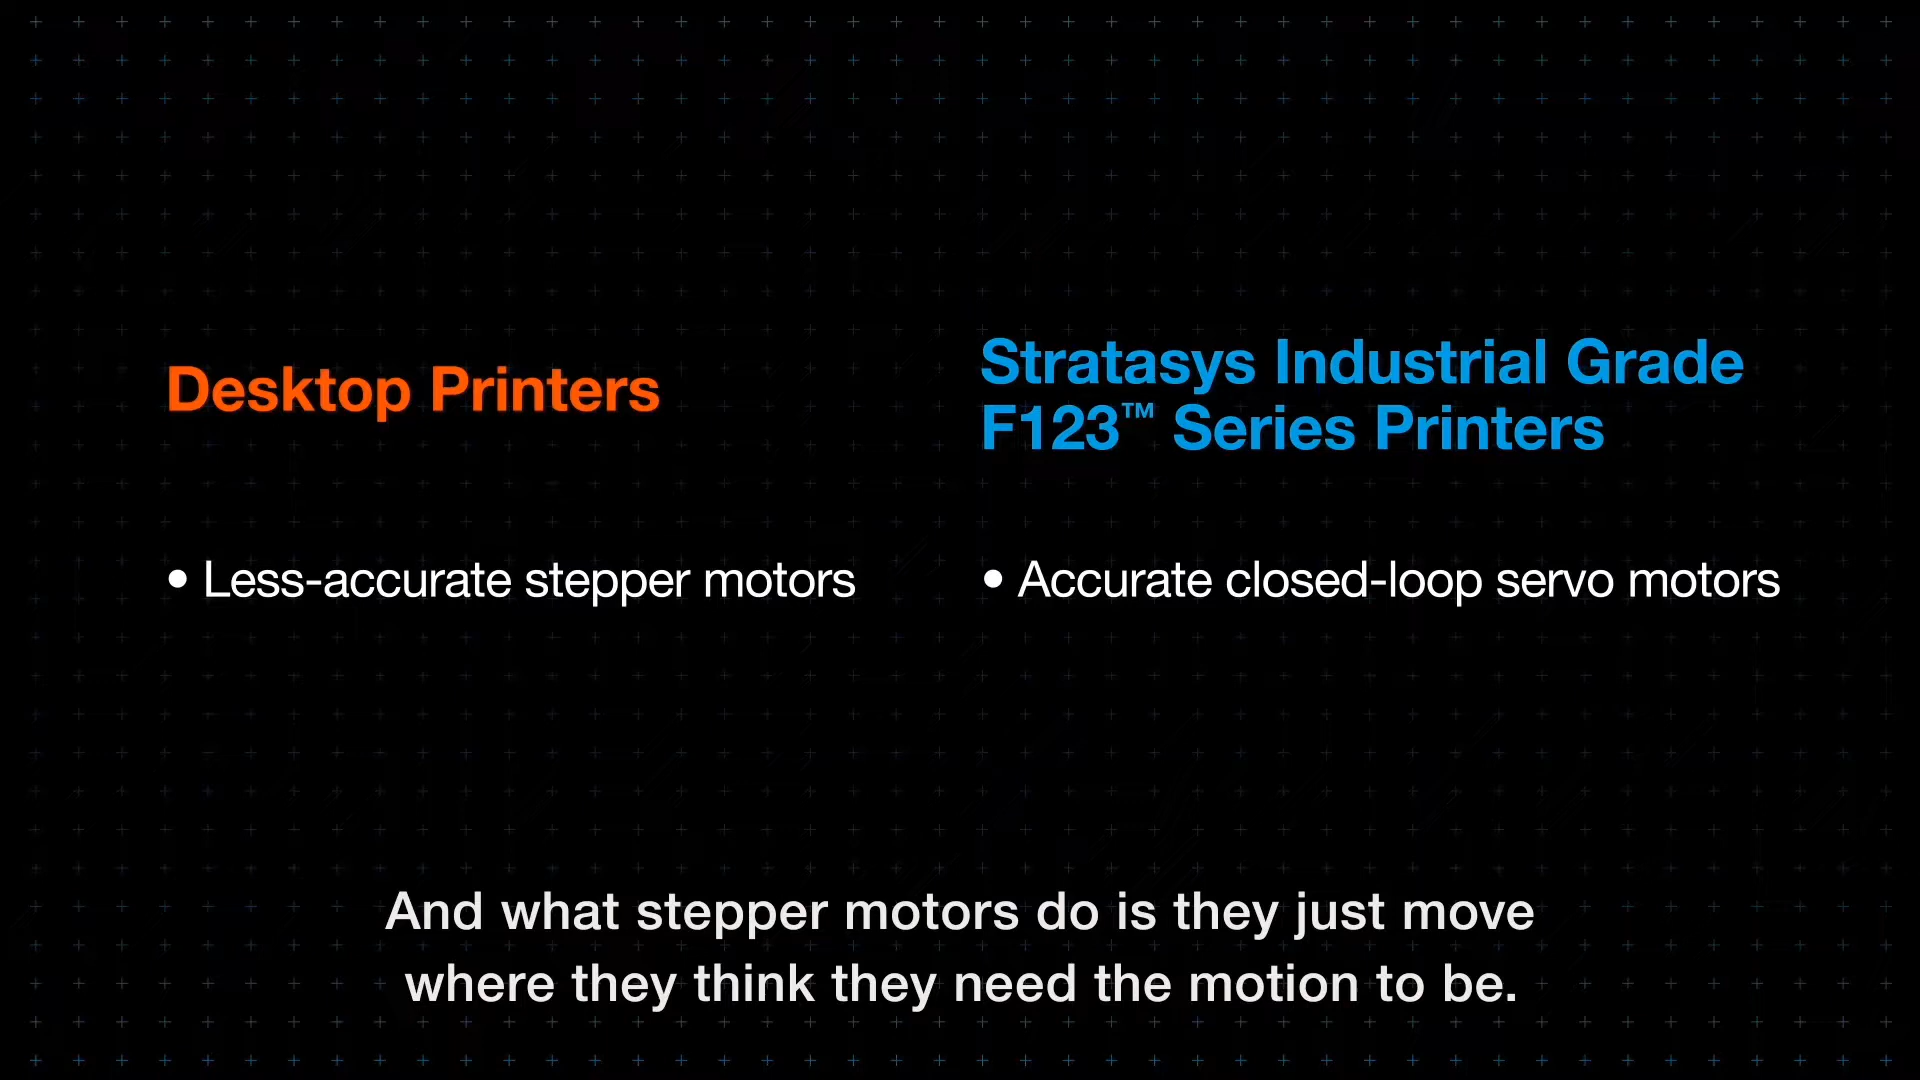 Desktop Printers
• Less-accurate stepper motors
Stratasys Industrial Grade
F123™ Series Printers
• Accurate closed-loop servo motors
And what stepper motors do is they just move
where they think they need the motion to be.